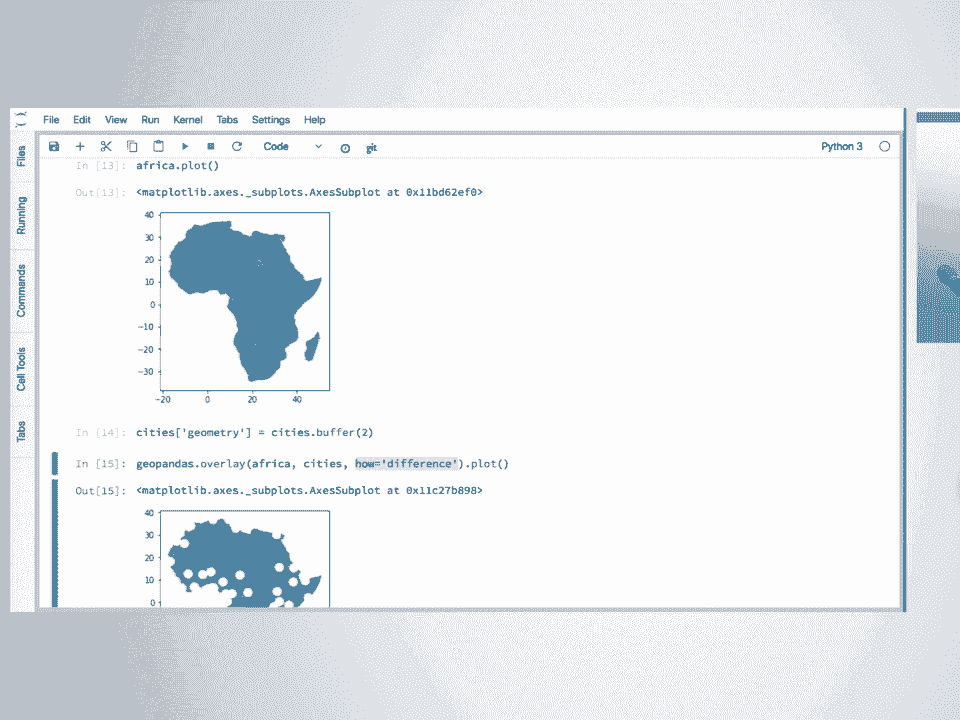 File Edit View Run Kernel Tabs Settings Help
Code
git
Python 3
Files
Running
Commands
Cell Tools
Tabs
In [13]: africa.plot()
Out[13]: <matplotlib.axes._subplots.AxesSubplot at 0x11bd62ef0>
40
30
20
10
0
−10
−20
−30
−20 0 20 40
In [14]: cities['geometry'] = cities.buffer(2)
In [15]: geopandas.overlay(africa, cities, how='difference').plot()
Out[15]: <matplotlib.axes._subplots.AxesSubplot at 0x11c27b898>
40
30
20
10
0